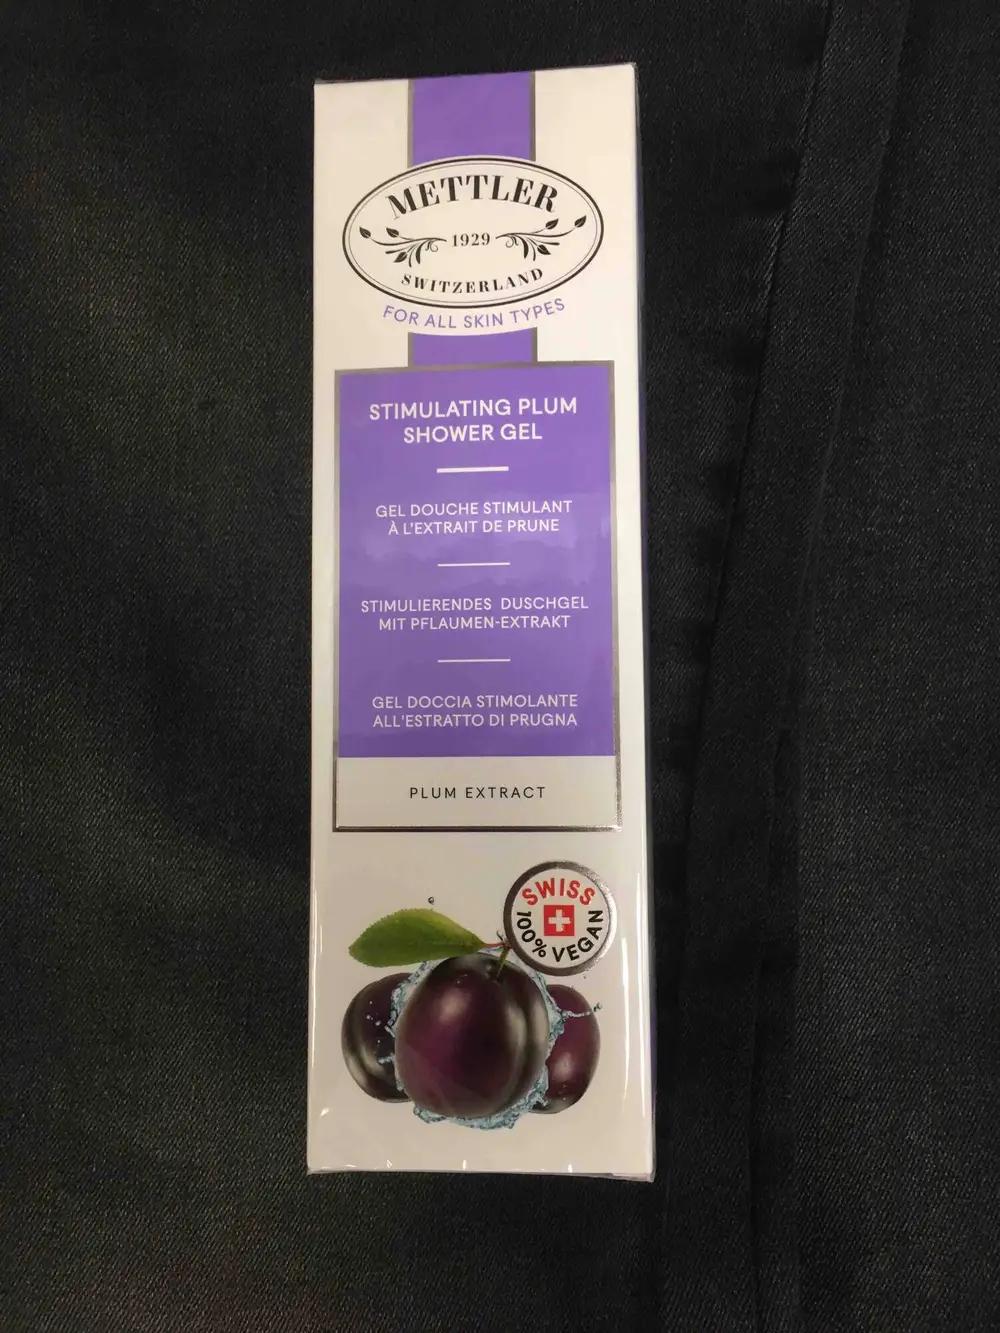 METTLER
1929
SWITZERLAND
FOR ALL SKIN TYPES
STIMULATING PLUM
SHOWER GEL
GEL DOUCHE STIMULANT
À L'EXTRAIT DE PRUNE
STIMULIERENDES DUSCHGEL
MIT PFLAUMEN-EXTRAKT
GEL DOCCIA STIMOLANTE
ALL'ESTRATTO DI PRUGNA
PLUM EXTRACT
SWISS
100% VEGAN